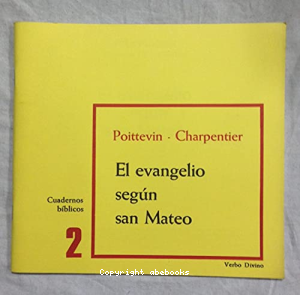 Poittevin · Charpentier
El evangelio
según
san Mateo
Cuadernos
bíblicos
2
Verbo Divino
Copyright abebooks